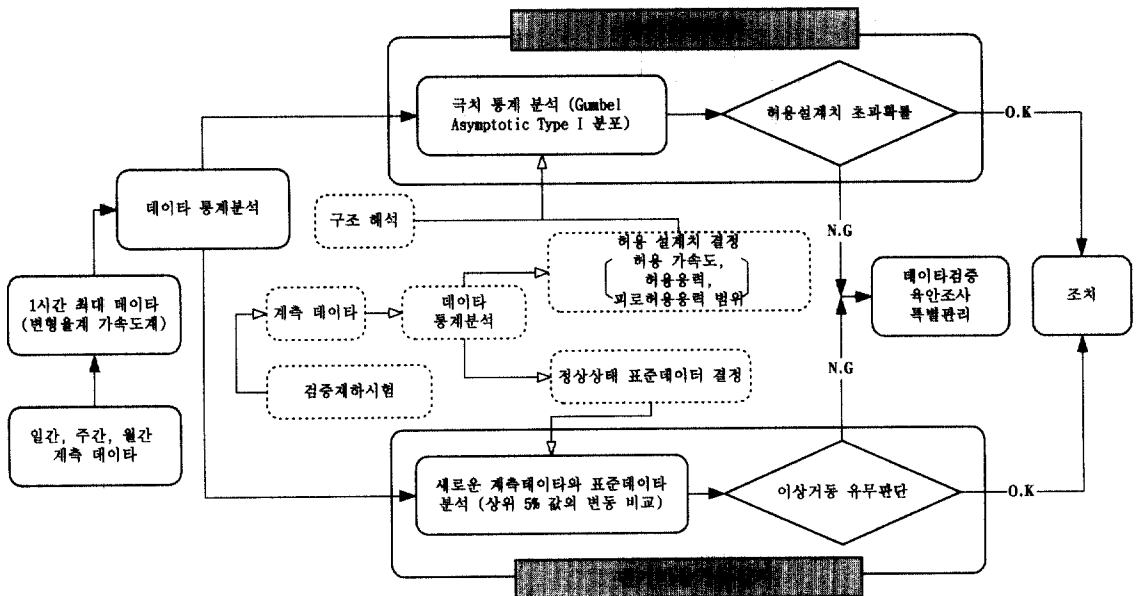 극치 통계 분석 (Gumbel
Asymptotic Type I 분포)
허용설계치 초과확률
O.K
데이타 통계분석
구조 해석
N.G
허용 설계치 결정
허용 가속도,
허용응력,
피로허용응력 범위
1시간 최대 데이타
(변형율계 가속도계)
계측 데이타
데이타
통계분석
데이타검증
육안조사
특별관리
조치
검증재하시험
정상상태 표준데이터 결정
N.G
일간, 주간, 월간
계측 데이타
새로운 계측데이타와 표준데이타
분석 (상위 5% 값의 변동 비교)
이상거동 유무판단
O.K